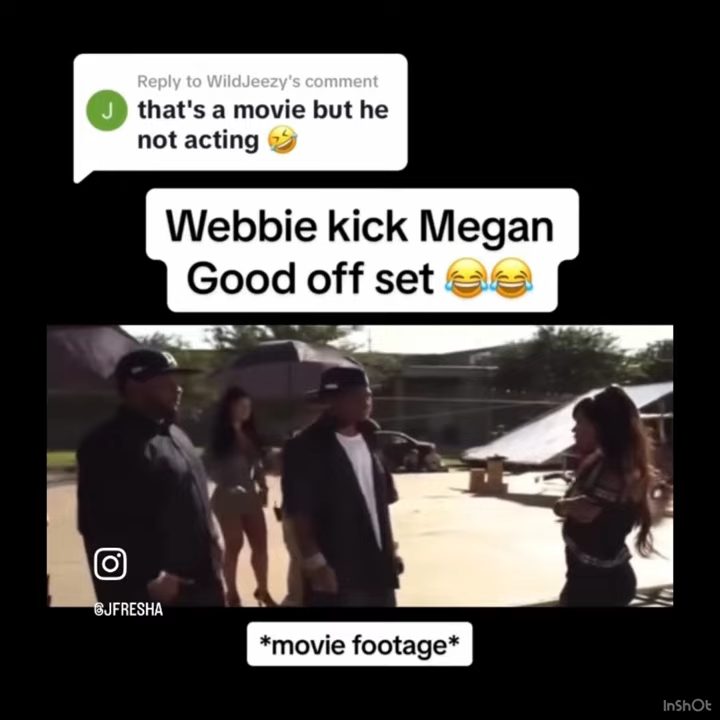 Reply to WildJeezy's comment
J
that's a movie but he
not acting 🤣
Webbie kick Megan
Good off set 😂😂
@JFRESHA
*movie footage*
InShOt